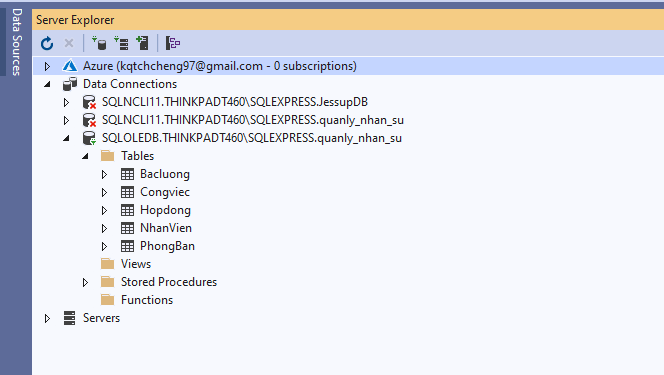 Data Sources
Server Explorer
Azure (kqtchcheng97@gmail.com - 0 subscriptions)
Data Connections
SQLNCLI11.THINKPADT460\SQLEXPRESS.JessupDB
SQLNCLI11.THINKPADT460\SQLEXPRESS.quanly_nhan_su
SQLOLEDB.THINKPADT460\SQLEXPRESS.quanly_nhan_su
Tables
Bacluong
Congviec
Hopdong
NhanVien
PhongBan
Views
Stored Procedures
Functions
Servers